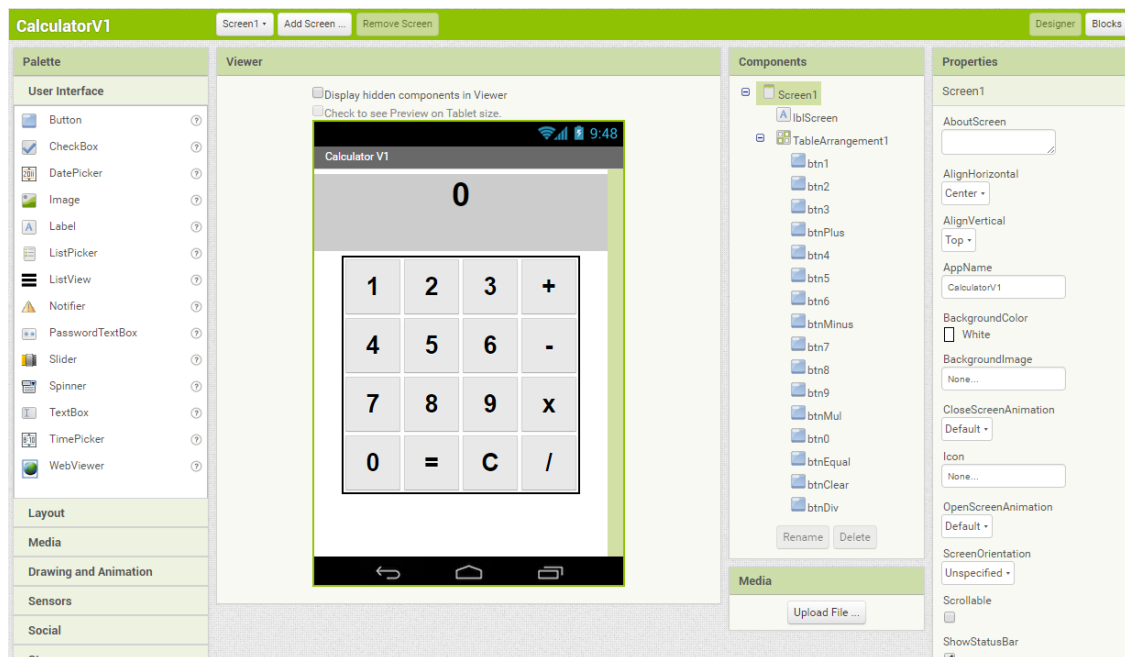 CalculatorV1
Screen1
Add Screen ...
Remove Screen
Designer
Blocks
Palette
User Interface
Button
CheckBox
DatePicker
Image
Label
ListPicker
ListView
Notifier
PasswordTextBox
Slider
Spinner
TextBox
TimePicker
WebViewer
Layout
Media
Drawing and Animation
Sensors
Social
Viewer
Display hidden components in Viewer
Check to see Preview on Tablet size.
9:48
Calculator V1
0
1 2 3 +
4 5 6 -
7 8 9 x
0 = C /
Components
Screen1
lblScreen
TableArrangement1
btn1
btn2
btn3
btnPlus
btn4
btn5
btn6
btnMinus
btn7
btn8
btn9
btnMul
btn0
btnEqual
btnClear
btnDiv
Rename
Delete
Media
Upload File ...
Properties
Screen1
AboutScreen
AlignHorizontal
Center
AlignVertical
Top
AppName
CalculatorV1
BackgroundColor
White
BackgroundImage
None...
CloseScreenAnimation
Default
Icon
None...
OpenScreenAnimation
Default
ScreenOrientation
Unspecified
Scrollable
ShowStatusBar